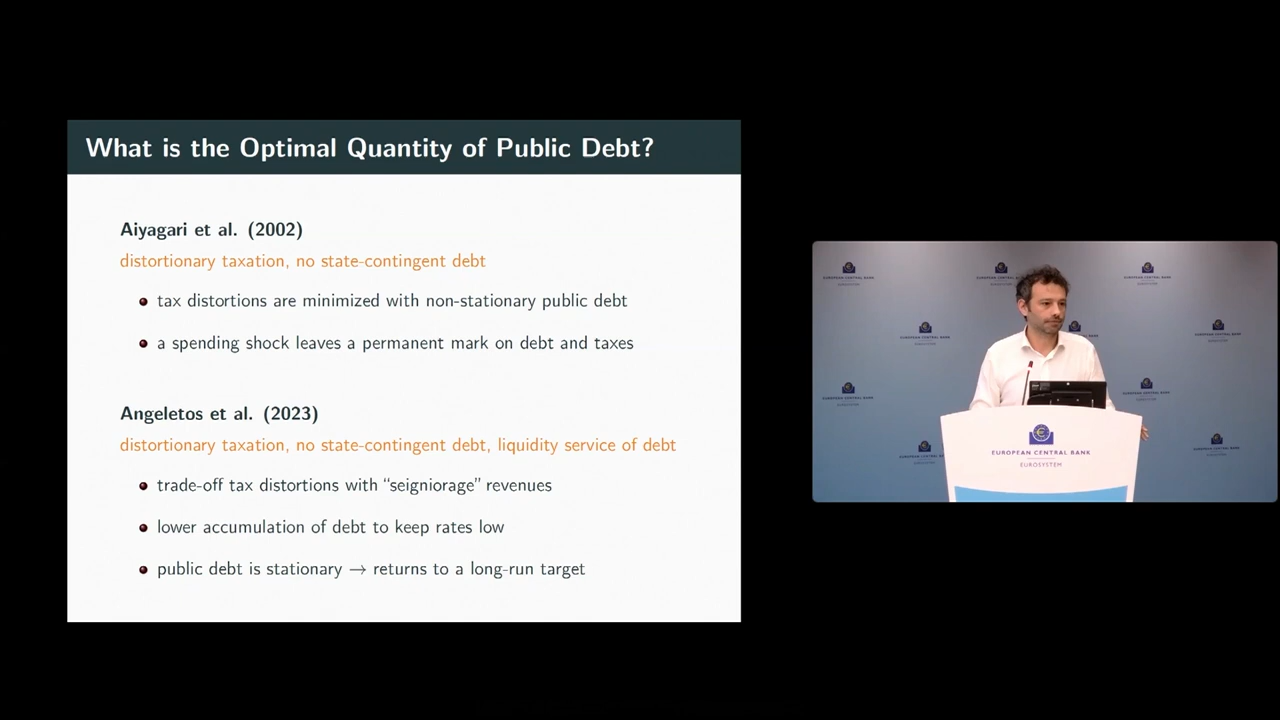 What is the Optimal Quantity of Public Debt?
Aiyagari et al. (2002)
distortionary taxation, no state-contingent debt
tax distortions are minimized with non-stationary public debt
a spending shock leaves a permanent mark on debt and taxes
Angeletos et al. (2023)
distortionary taxation, no state-contingent debt, liquidity service of debt
trade-off tax distortions with “seigniorage” revenues
lower accumulation of debt to keep rates low
public debt is stationary → returns to a long-run target
EUROPEAN CENTRAL BANK
EUROSYSTEM